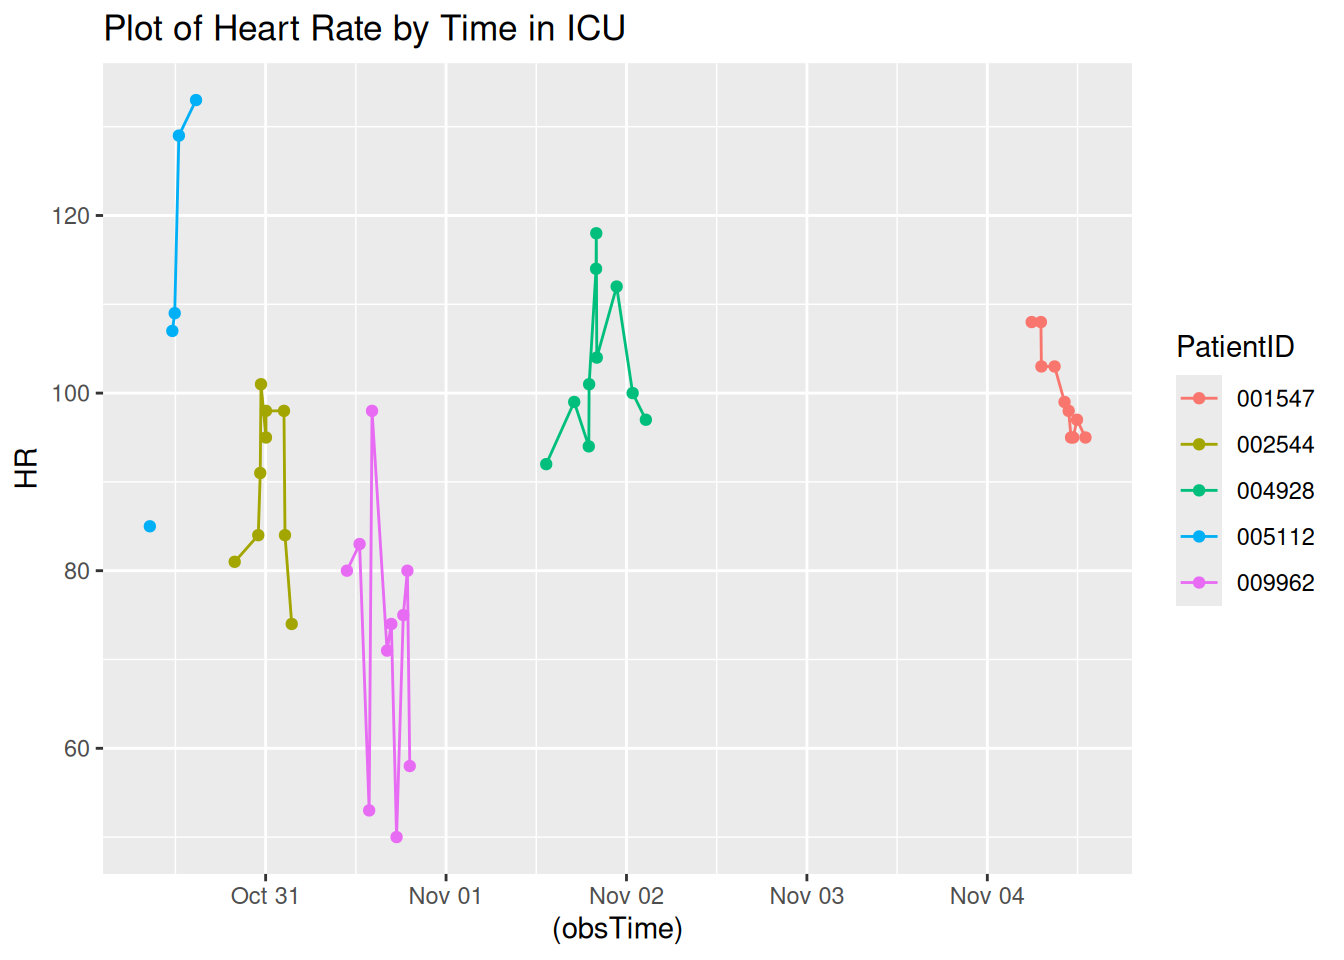 Plot of Heart Rate by Time in ICU
HR
120
100
80
60
Oct 31
Nov 01
Nov 02
Nov 03
Nov 04
(obsTime)
PatientID
001547
002544
004928
005112
009962